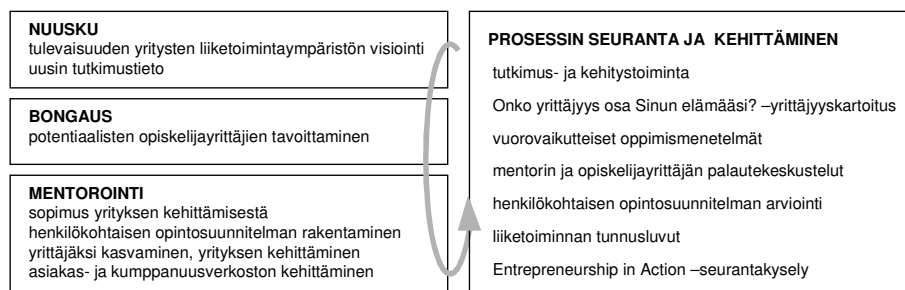 NUUSKU
tulevaisuuden yritysten liiketoimintaympäristön visiointi
uusin tutkimustieto
BONGAUS
potentiaalisten opiskelijayrittäjien tavoittaminen
MENTOROINTI
sopimus yrityksen kehittämisestä
henkilökohtaisen opintosuunnitelman rakentaminen
yrittäjäksi kasvaminen, yrityksen kehittäminen
asiakas- ja kumppanuusverkoston kehittäminen
PROSESSIN SEURANTA JA KEHITTÄMINEN
tutkimus- ja kehitystoiminta
Onko yrittäjyys osa Sinun elämääsi? –yrittäjyyskartoitus
vuorovaikutteiset oppimismenetelmät
mentorin ja opiskelijayrittäjän palautekeskustelut
henkilökohtaisen opintosuunnitelman arviointi
liiketoiminnan tunnusluvut
Entrepreneurship in Action –seurantakysely